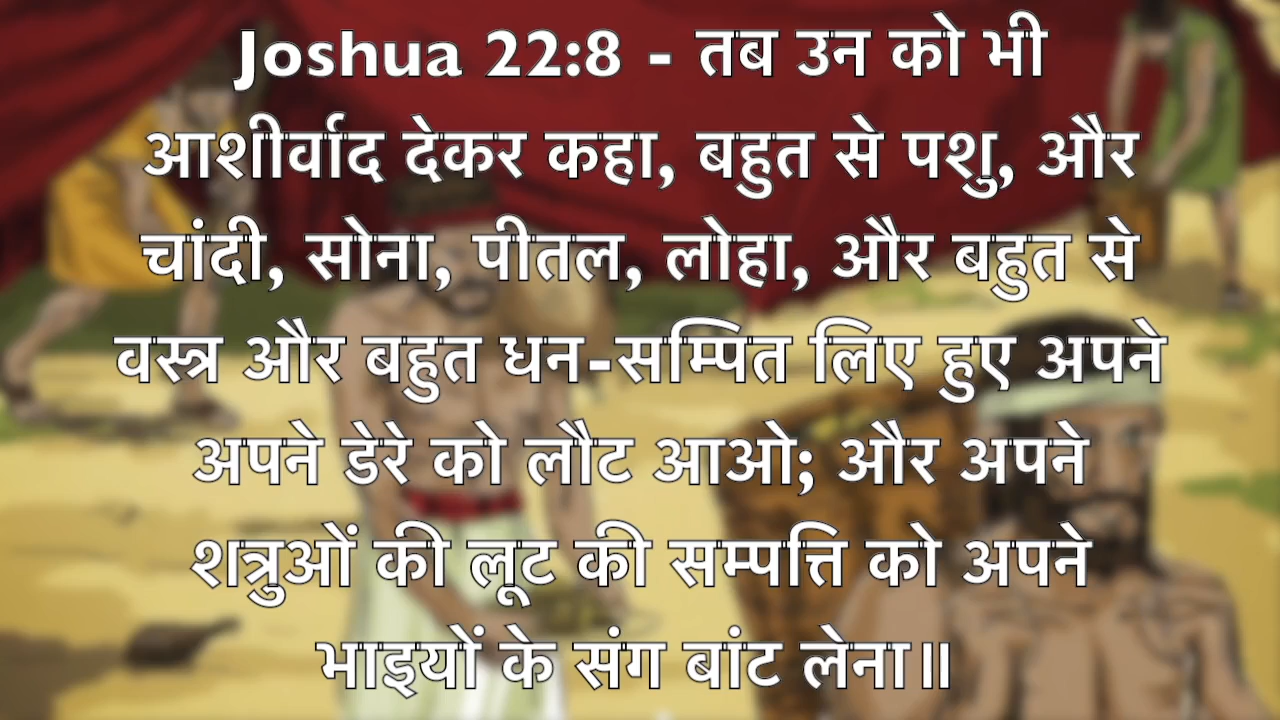 Joshua 22:8 - तब उन को भी
आशीर्वाद देकर कहा, बहुत से पशु, और
चांदी, सोना, पीतल, लोहा, और बहुत से
वस्त्र और बहुत धन-सम्पित लिए हुए अपने
अपने डेरे को लौट आओ; और अपने
शत्रुओं की लूट की सम्पत्ति को अपने
भाइयों के संग बांट लेना॥